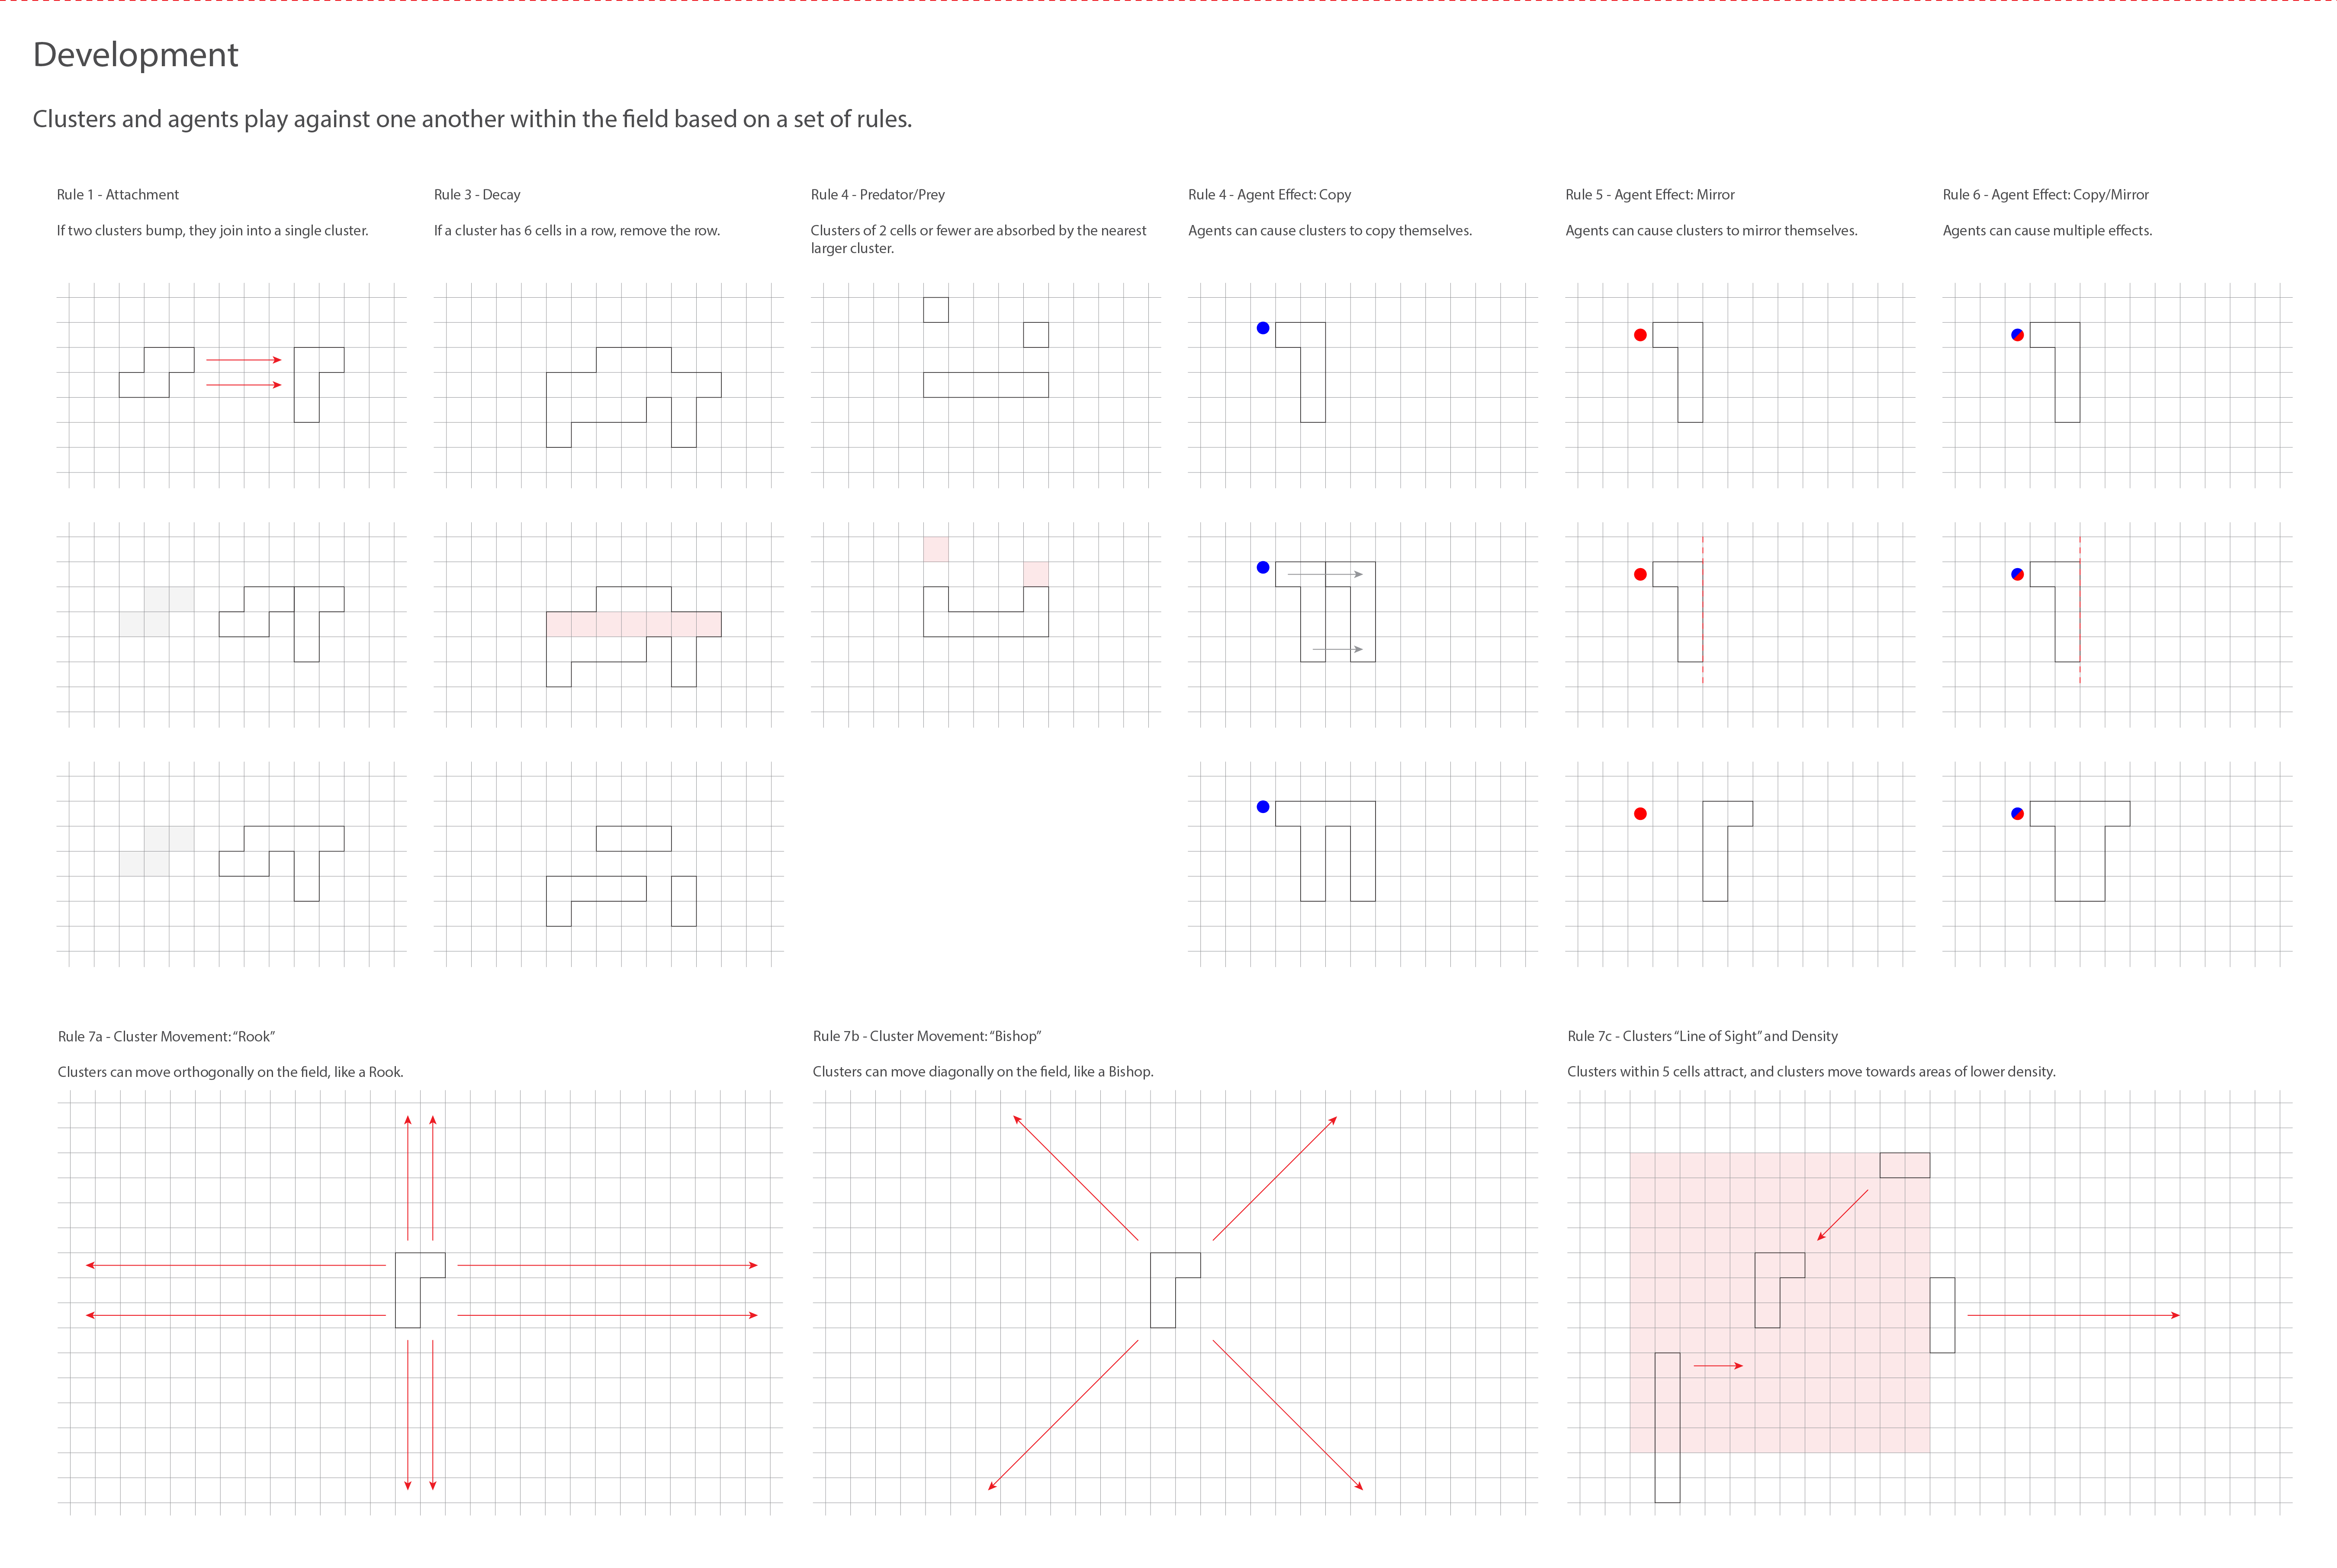 Development
Clusters and agents play against one another within the field based on a set of rules.
Rule 1 - Attachment
If two clusters bump, they join into a single cluster.
Rule 3 - Decay
If a cluster has 6 cells in a row, remove the row.
Rule 4 - Predator/Prey
Clusters of 2 cells or fewer are absorbed by the nearest
larger cluster.
Rule 4 - Agent Effect: Copy
Agents can cause clusters to copy themselves.
Rule 5 - Agent Effect: Mirror
Agents can cause clusters to mirror themselves.
Rule 6 - Agent Effect: Copy/Mirror
Agents can cause multiple effects.
Rule 7a - Cluster Movement: “Rook”
Clusters can move orthogonally on the field, like a Rook.
Rule 7b - Cluster Movement: “Bishop”
Clusters can move diagonally on the field, like a Bishop.
Rule 7c - Clusters “Line of Sight” and Density
Clusters within 5 cells attract, and clusters move towards areas of lower density.